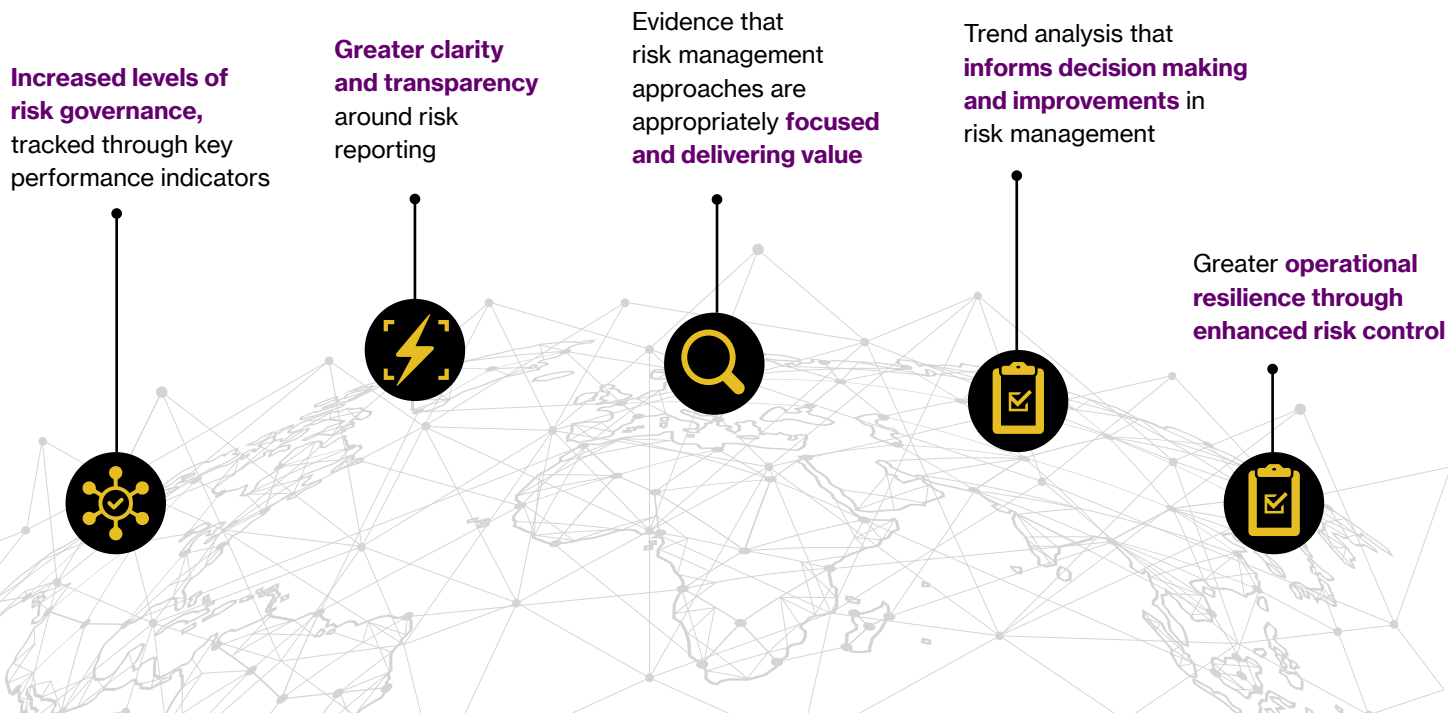 Increased levels of
risk governance,
tracked through key
performance indicators
Greater clarity
and transparency
around risk
reporting
Evidence that
risk management
approaches are
appropriately focused
and delivering value
Trend analysis that
informs decision making
and improvements in
risk management
Greater operational
resilience through
enhanced risk control